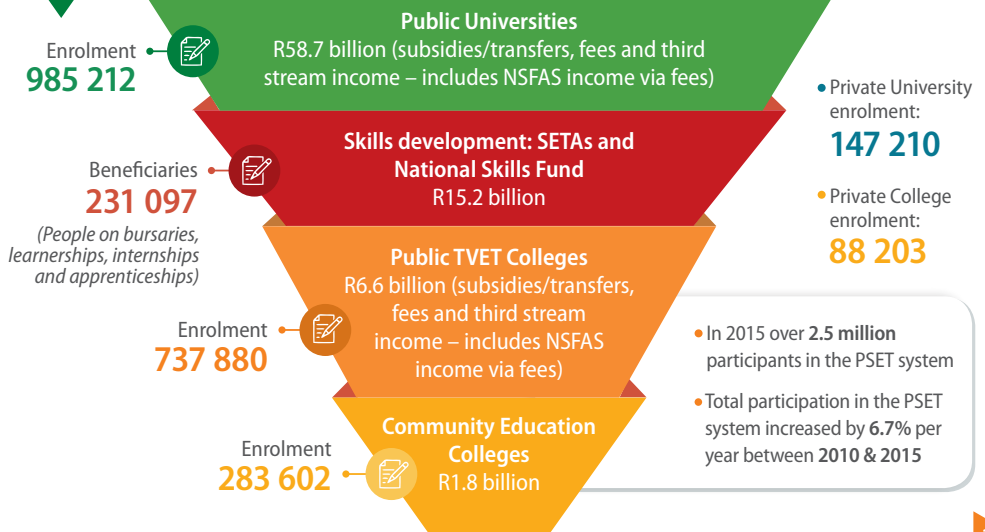 Public Universities
R58.7 billion (subsidies/transfers, fees and third
stream income – includes NSFAS income via fees)
Enrolment
985 212
Skills development: SETAs and
National Skills Fund
R15.2 billion
Beneficiaries
231 097
(People on bursaries,
learnerships, internships
and apprenticeships)
Public TVET Colleges
R6.6 billion (subsidies/transfers,
fees and third stream
income – includes NSFAS
income via fees)
Enrolment
737 880
Community Education
Colleges
R1.8 billion
Enrolment
283 602
Private University
enrolment:
147 210
Private College
enrolment:
88 203
In 2015 over 2.5 million
participants in the PSET system
Total participation in the PSET
system increased by 6.7% per
year between 2010 & 2015